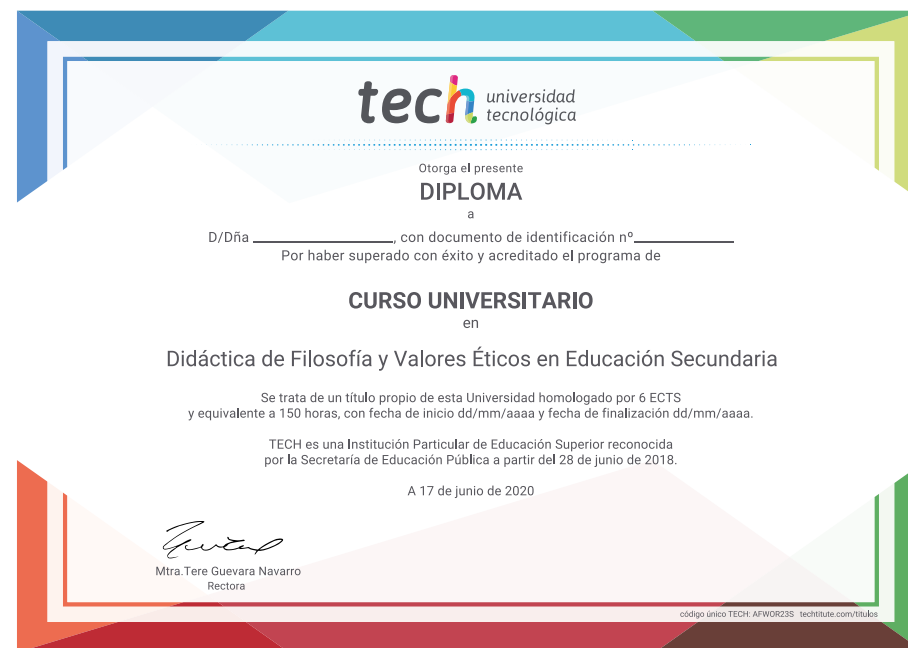 tech universidad
tecnológica
Otorga el presente
DIPLOMA
a
D/Dña ____________________, con documento de identificación nº______________
Por haber superado con éxito y acreditado el programa de
CURSO UNIVERSITARIO
en
Didáctica de Filosofía y Valores Éticos en Educación Secundaria
Se trata de un título propio de esta Universidad homologado por 6 ECTS
y equivalente a 150 horas, con fecha de inicio dd/mm/aaaa y fecha de finalización dd/mm/aaaa.
TECH es una Institución Particular de Educación Superior reconocida
por la Secretaría de Educación Pública a partir del 28 de junio de 2018.
A 17 de junio de 2020
Mtra.Tere Guevara Navarro
Rectora
código único TECH: AFWOR23S techtitute.com/titulos